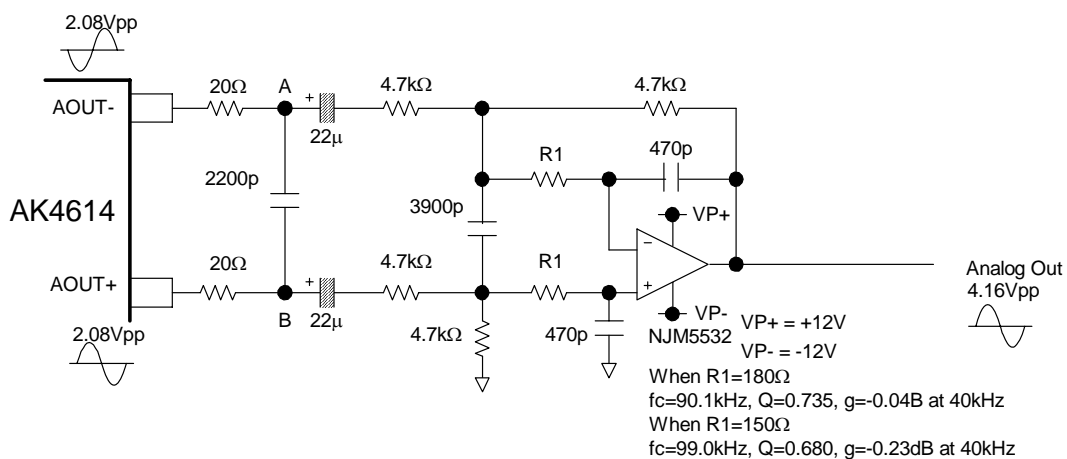 2.08Vpp
AOUT-
20Ω
A
+
22μ
4.7kΩ
4.7kΩ
R1
470p
2200p
AK4614
3900p
VP+
−
+
20Ω
AOUT+
B
+
22μ
4.7kΩ
R1
4.7kΩ
470p
VP-
NJM5532
2.08Vpp
Analog Out
4.16Vpp
VP+ = +12V
VP- = -12V
When R1=180Ω
fc=90.1kHz, Q=0.735, g=-0.04B at 40kHz
When R1=150Ω
fc=99.0kHz, Q=0.680, g=-0.23dB at 40kHz